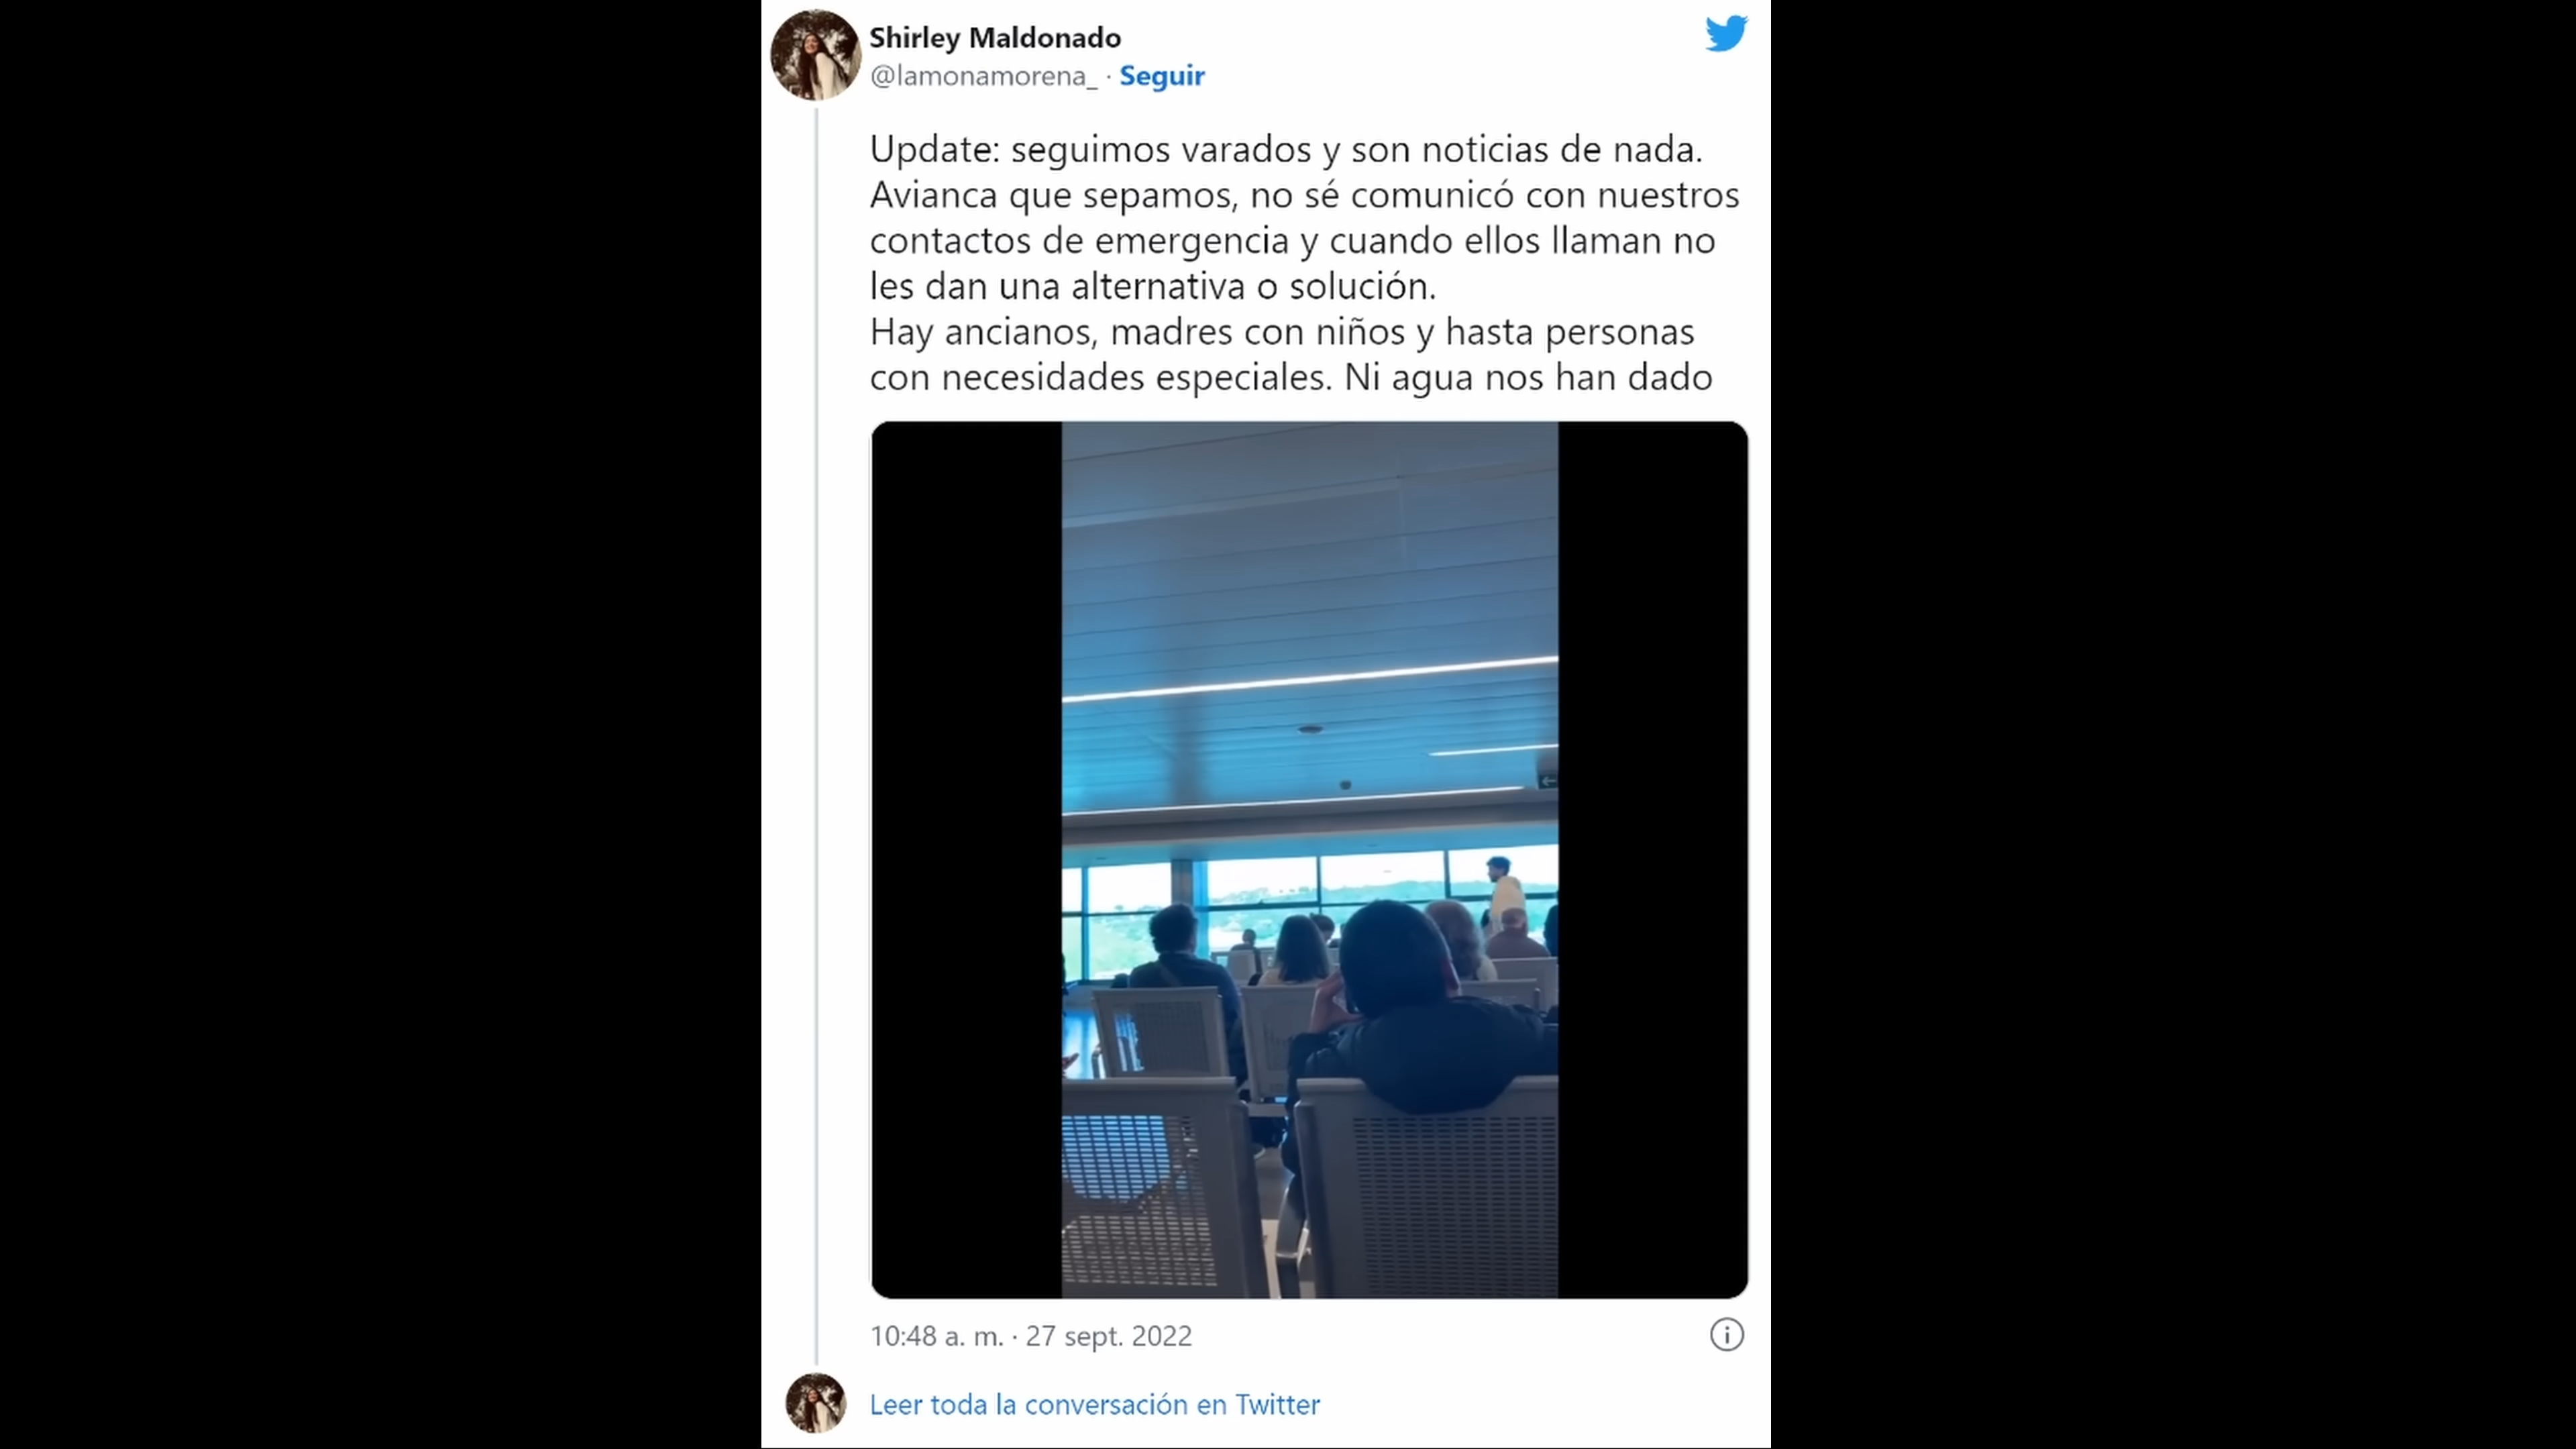 Shirley Maldonado
@lamonamorena_ · Seguir
Update: seguimos varados y son noticias de nada.
Avianca que sepamos, no sé comunicó con nuestros
contactos de emergencia y cuando ellos llaman no
les dan una alternativa o solución.
Hay ancianos, madres con niños y hasta personas
con necesidades especiales. Ni agua nos han dado
10:48 a. m. · 27 sept. 2022
Leer toda la conversación en Twitter